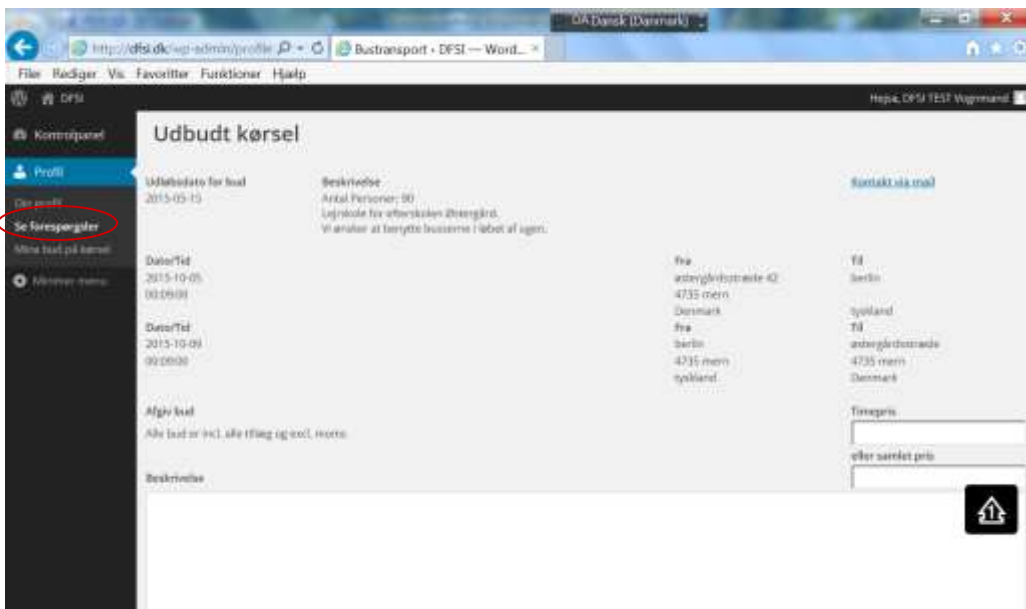 DA Dansk (Danmark)
http://dfsi.dk/wp-admin/profile
Bustransport ‹ DFSI — Word...
Filer Rediger Vis Favoritter Funktioner Hjælp
DFSI
Hejsa, DFSI TEST Vognmand
Kontrolpanel
Profil
Din profil
Se forespørgsler
Mine bud på kørsel
Minimer menu
Udbudt kørsel
Udløbsdato for bud
2015-05-15
Beskrivelse
Antal Personer: 90
Lejrskole for efterskolen Østergård.
Vi ønsker at benytte busserne i løbet af ugen.
Kontakt via mail
Dato/Tid
2015-10-05
00:09:00
fra
østergårdsstræde 42
4735 mern
Danmark
til
berlin
tyskland
Dato/Tid
2015-10-09
00:09:00
fra
berlin
4735 mern
tyskland
til
østergårdsstræde
4735 mern
Danmark
Afgiv bud
Alle bud er incl. alle tillæg og excl. moms.
Timepris
eller samlet pris
Beskrivelse
1